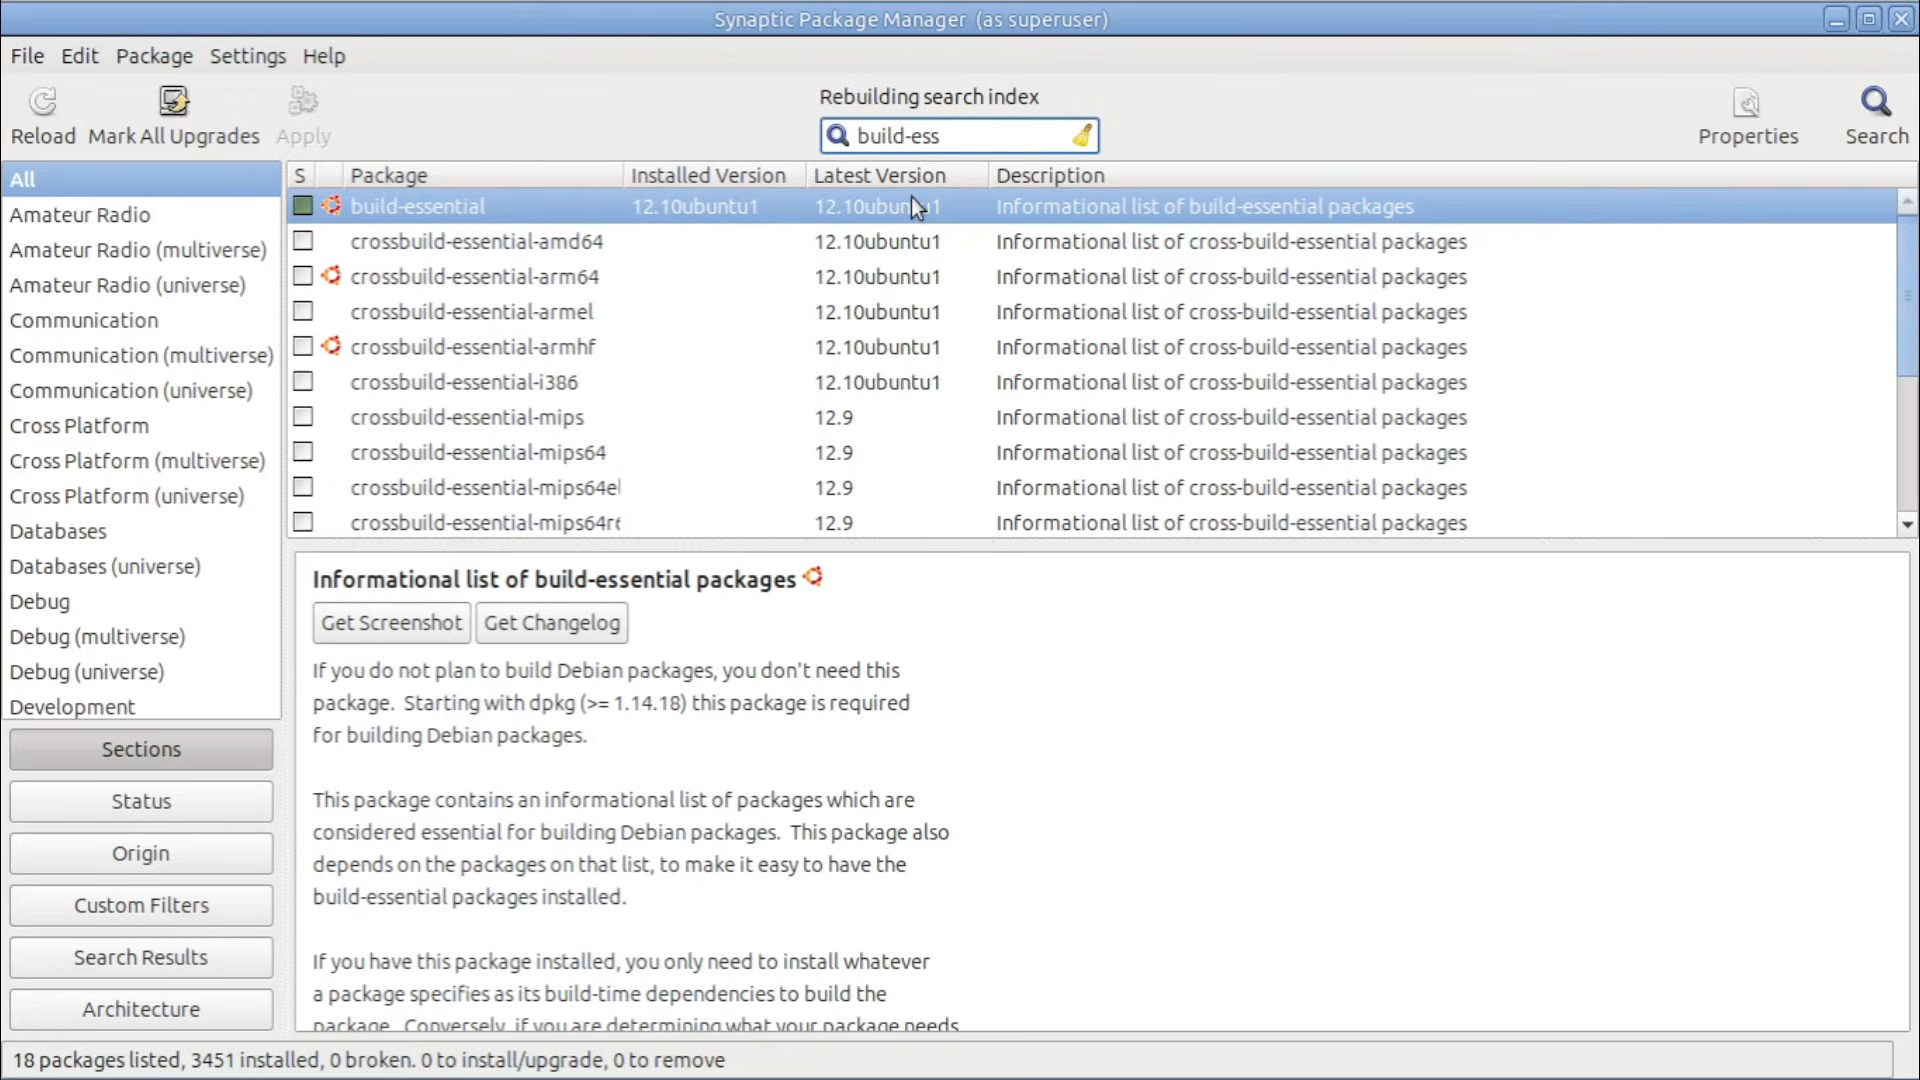 Synaptic Package Manager (as superuser)
File Edit Package Settings Help
Reload Mark All Upgrades Apply
Rebuilding search index
build-ess
Properties Search
All
Amateur Radio
Amateur Radio (multiverse)
Amateur Radio (universe)
Communication
Communication (multiverse)
Communication (universe)
Cross Platform
Cross Platform (multiverse)
Cross Platform (universe)
Databases
Databases (universe)
Debug
Debug (multiverse)
Debug (universe)
Development
Sections
Status
Origin
Custom Filters
Search Results
Architecture
S Package Installed Version Latest Version Description
build-essential 12.10ubuntu1 12.10ubuntu1 Informational list of build-essential packages
crossbuild-essential-amd64 12.10ubuntu1 Informational list of cross-build-essential packages
crossbuild-essential-arm64 12.10ubuntu1 Informational list of cross-build-essential packages
crossbuild-essential-armel 12.10ubuntu1 Informational list of cross-build-essential packages
crossbuild-essential-armhf 12.10ubuntu1 Informational list of cross-build-essential packages
crossbuild-essential-i386 12.10ubuntu1 Informational list of cross-build-essential packages
crossbuild-essential-mips 12.9 Informational list of cross-build-essential packages
crossbuild-essential-mips64 12.9 Informational list of cross-build-essential packages
crossbuild-essential-mips64el 12.9 Informational list of cross-build-essential packages
crossbuild-essential-mips64r6 12.9 Informational list of cross-build-essential packages
Informational list of build-essential packages
Get Screenshot Get Changelog
If you do not plan to build Debian packages, you don't need this
package. Starting with dpkg (>= 1.14.18) this package is required
for building Debian packages.
This package contains an informational list of packages which are
considered essential for building Debian packages. This package also
depends on the packages on that list, to make it easy to have the
build-essential packages installed.
If you have this package installed, you only need to install whatever
a package specifies as its build-time dependencies to build the
package. Conversely, if you are determining what your package needs
18 packages listed, 3451 installed, 0 broken. 0 to install/upgrade, 0 to remove